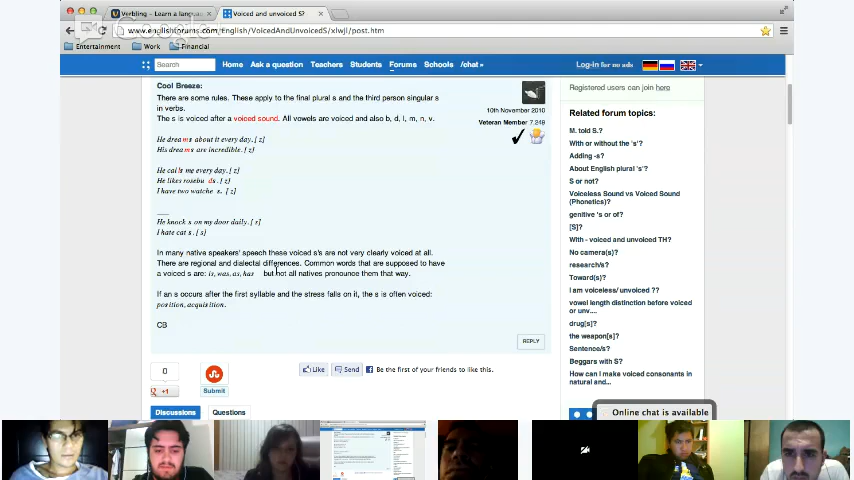 Verbling – Learn a langua
Voiced and unvoiced S?
www.englishforums.com/English/VoicedAndUnvoicedS/xlwjl/post.htm
Entertainment Work Financial
Search Home Ask a question Teachers Students Forums Schools /chat » Log-in for no ads
Cool Breeze:
There are some rules. These apply to the final plural s and the third person singular s
in verbs.
The s is voiced after a voiced sound. All vowels are voiced and also b, d, l, m, n, v.
He dreams about it every day. [ z]
His dreams are incredible. [ z]
He calls me every day. [ z]
He likes rosebuds. [ z]
I have two watches. [ z]
He knocks on my door daily. [ s]
I hate cats. [ s]
In many native speakers' speech these voiced s's are not very clearly voiced at all.
There are regional and dialectal differences. Common words that are supposed to have
a voiced s are: is, was, as, has but not all natives pronounce them that way.
If an s occurs after the first syllable and the stress falls on it, the s is often voiced:
position, acquisition.
CB
10th November 2010
Veteran Member 7,249
REPLY
0
+1
Submit
Like Send Be the first of your friends to like this.
Discussions Questions
Registered users can join here
Related forum topics:
M. told S.?
With or without the 's'?
Adding -s?
About English plural 's'?
S or not?
Voiceless Sound vs Voiced Sound
(Phonetics)?
genitive 's or of?
[S]?
With - voiced and unvoiced TH?
No camera(s)?
research/s?
Toward(s)?
I am voiceless/ unvoiced ??
vowel length distinction before voiced
or unv....
drug[s]?
the weapon[s]?
Sentence/s?
Beggars with S?
How can I make voiced consonants in
natural and...
Online chat is available